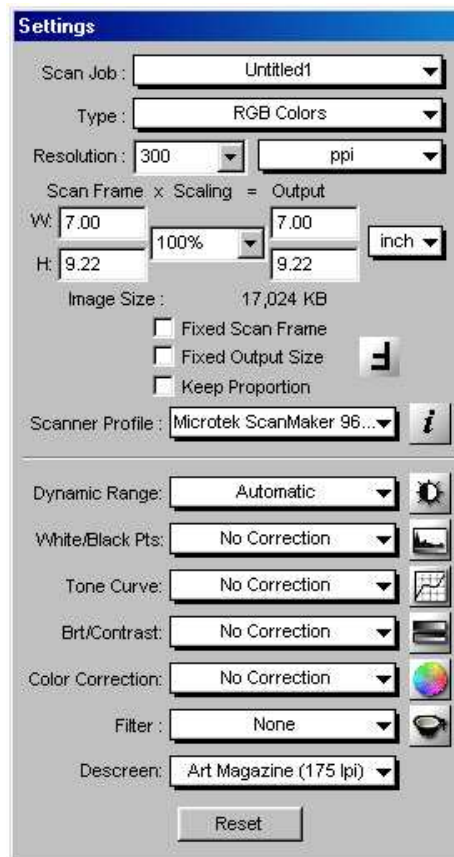 Settings
Scan Job : Untitled1
Type : RGB Colors
Resolution : 300 ppi
Scan Frame x Scaling = Output
W: 7.00 100% 7.00 inch
H: 9.22 9.22
Image Size : 17,024 KB
Fixed Scan Frame
Fixed Output Size
Keep Proportion
Scanner Profile : Microtek ScanMaker 96... i
Dynamic Range: Automatic
White/Black Pts: No Correction
Tone Curve: No Correction
Brt/Contrast: No Correction
Color Correction: No Correction
Filter : None
Descreen: Art Magazine (175 lpi)
Reset